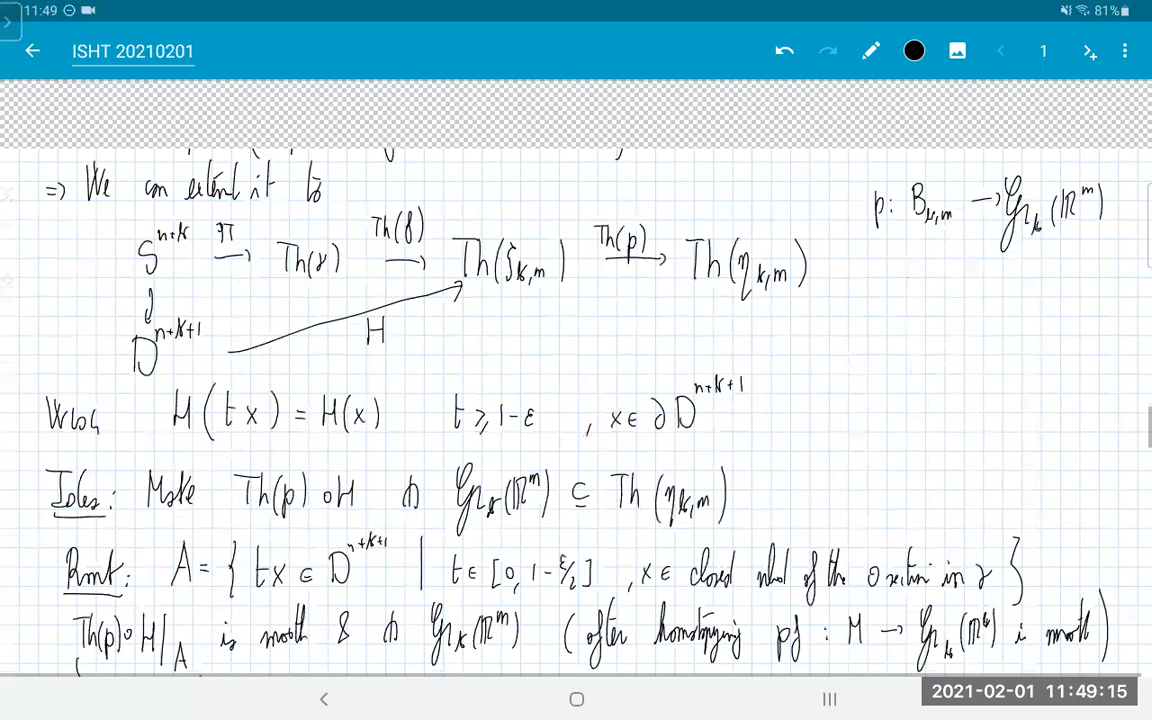 11:49
81%
ISHT 20210201
1
=> We can extend it to
p: B_{k,m} → Gr_k(ℝ^m)
S^{n+k} →^π Th(γ) →^{Th(f)} Th(ξ_{k,m}) →^{Th(p)} Th(η_{k,m})
↓
D^{n+k+1} H
WLOG H(tx) = H(x) t ≥ 1-ε , x ∈ ∂D^{n+k+1}
Idea: Make Th(p)∘H ⋔ Gr_k(ℝ^m) ⊆ Th(η_{k,m})
Rmk: A = { tx ∈ D^{n+k+1} | t ∈ [0, 1-ε/2] , x ∈ closed nbd of the 0 section in γ }
Th(p)∘H|_A is smooth & ⋔ Gr_k(ℝ^m) (after homotopying pf : M → Gr_k(ℝ^m) is smooth)
2021-02-01 11:49:15